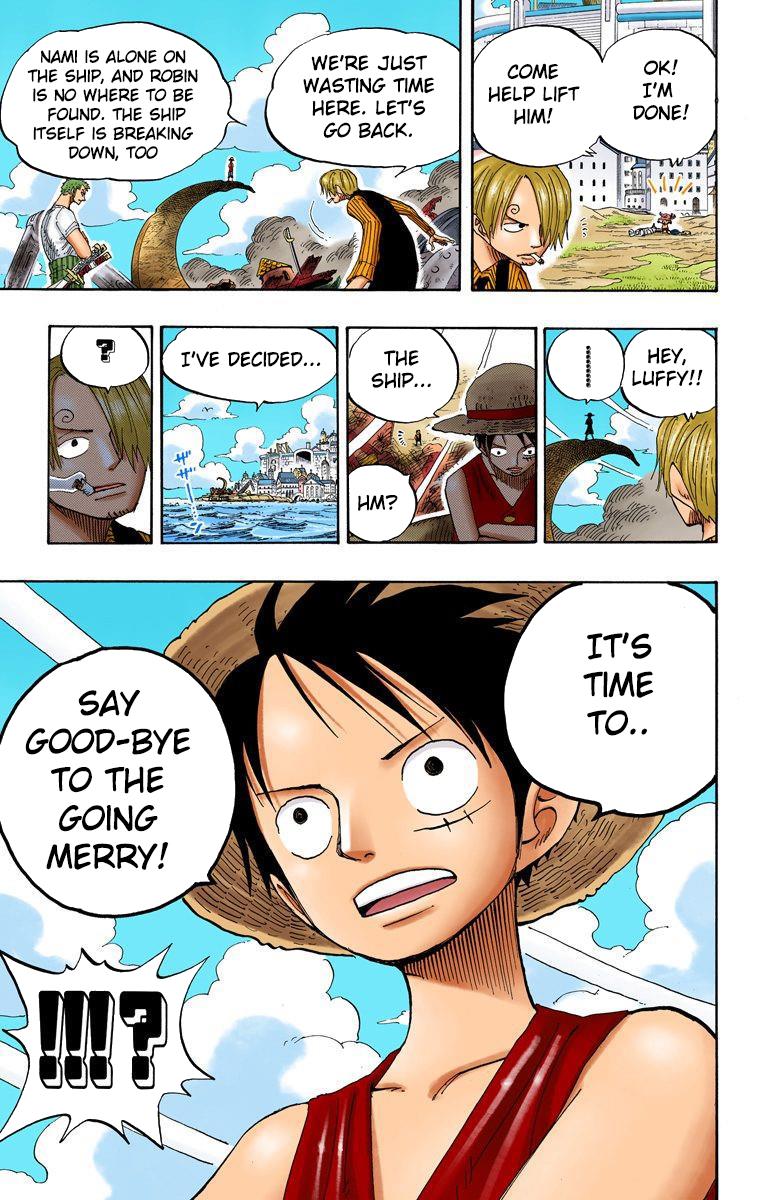 OK!
I'M
DONE!
COME
HELP LIFT
HIM!
WE'RE JUST
WASTING TIME
HERE. LET'S
GO BACK.
NAMI IS ALONE ON
THE SHIP, AND ROBIN
IS NO WHERE TO BE
FOUND. THE SHIP
ITSELF IS BREAKING
DOWN, TOO
HEY,
LUFFY!!
THE
SHIP...
HM?
I'VE DECIDED...
ザザ
?
IT'S
TIME
TO..
SAY
GOOD-BYE
TO THE
GOING
MERRY!
!!!?